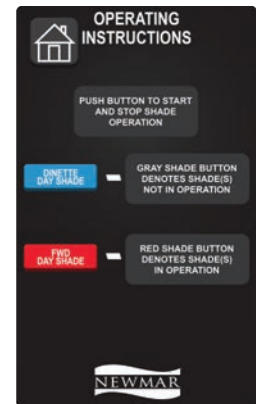 OPERATING
INSTRUCTIONS
PUSH BUTTON TO START
AND STOP SHADE
OPERATION
DINETTE
DAY SHADE
GRAY SHADE BUTTON
DENOTES SHADE(S)
NOT IN OPERATION
FWD
DAY SHADE
RED SHADE BUTTON
DENOTES SHADE(S)
IN OPERATION
NEWMAR